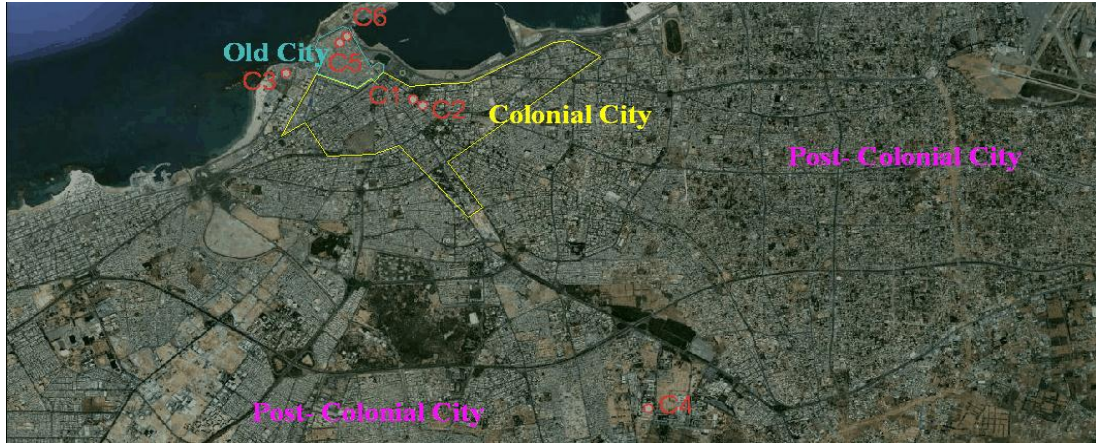 C6
Old City
C5
C3
C1
C2
Colonial City
Post- Colonial City
Post- Colonial City
C4